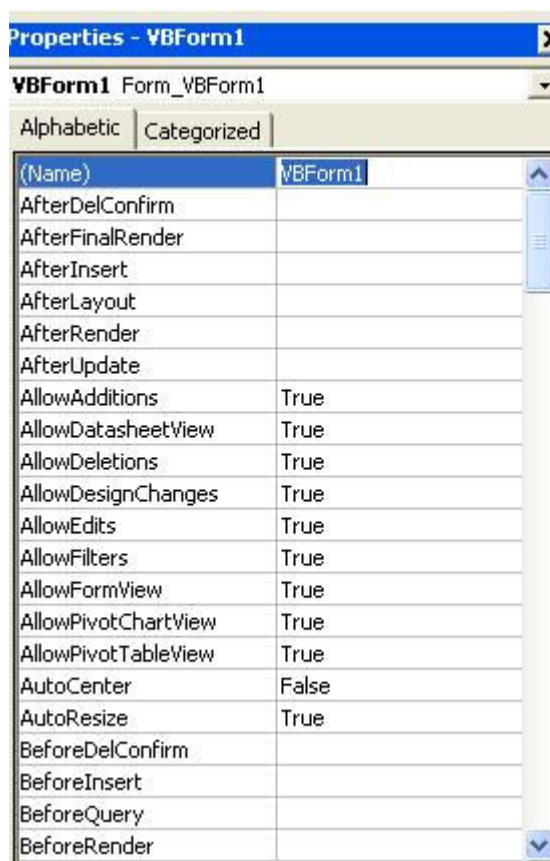 Properties - VBForm1
VBForm1 Form_VBForm1
Alphabetic Categorized
(Name) VBForm1
AfterDelConfirm
AfterFinalRender
AfterInsert
AfterLayout
AfterRender
AfterUpdate
AllowAdditions True
AllowDatasheetView True
AllowDeletions True
AllowDesignChanges True
AllowEdits True
AllowFilters True
AllowFormView True
AllowPivotChartView True
AllowPivotTableView True
AutoCenter False
AutoResize True
BeforeDelConfirm
BeforeInsert
BeforeQuery
BeforeRender